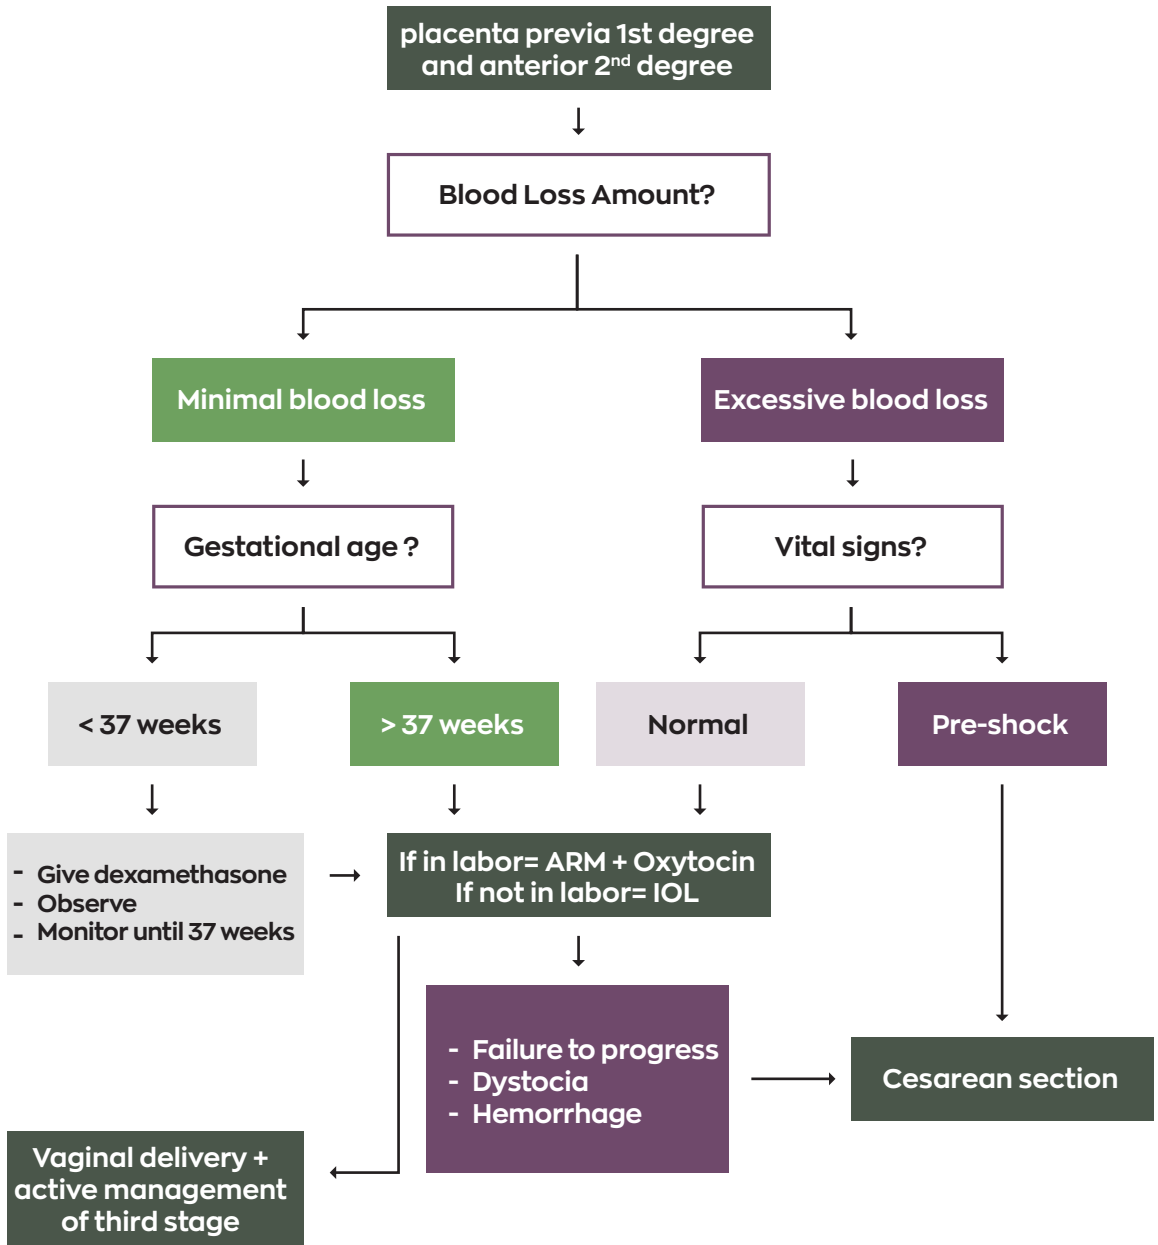 placenta previa 1st degree
and anterior 2nd degree
Blood Loss Amount?
Minimal blood loss
Excessive blood loss
Gestational age ?
Vital signs?
< 37 weeks
> 37 weeks
Normal
Pre-shock
- Give dexamethasone
- Observe
- Monitor until 37 weeks
If in labor= ARM + Oxytocin
If not in labor= IOL
- Failure to progress
- Dystocia
- Hemorrhage
Cesarean section
Vaginal delivery +
active management
of third stage